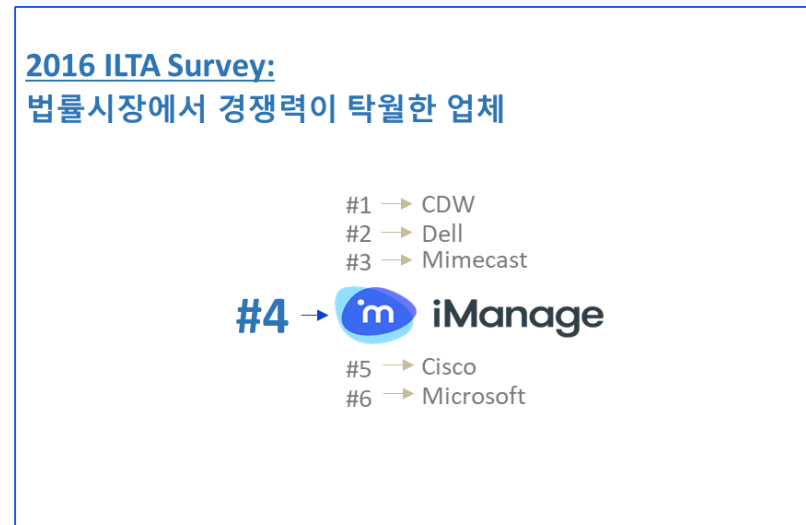 2016 ILTA Survey:
법률시장에서 경쟁력이 탁월한 업체
#1 → CDW
#2 → Dell
#3 → Mimecast
#4 → im iManage
#5 → Cisco
#6 → Microsoft